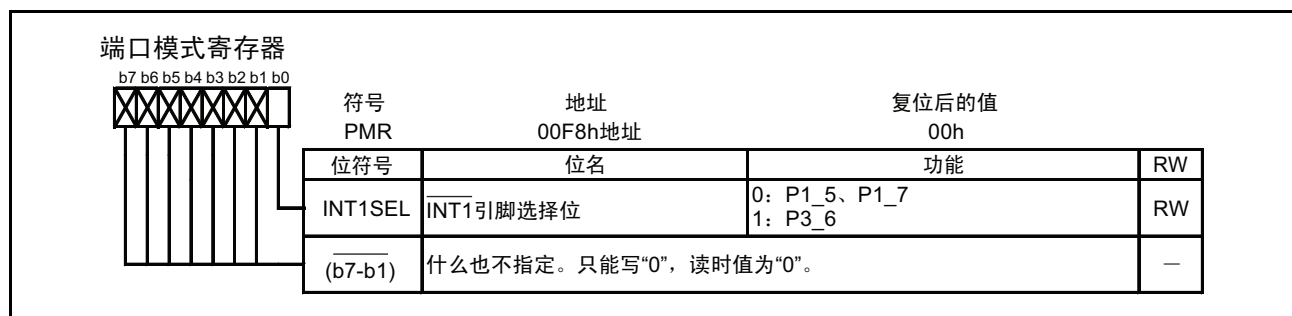 端口模式寄存器
b7 b6 b5 b4 b3 b2 b1 b0
符号 地址 复位后的值
PMR 00F8h地址 00h
位符号 位名 功能 RW
INT1SEL INT1引脚选择位 0：P1_5、P1_7 RW
1：P3_6
(b7-b1) 什么也不指定。只能写“0”，读时值为“0”。 —